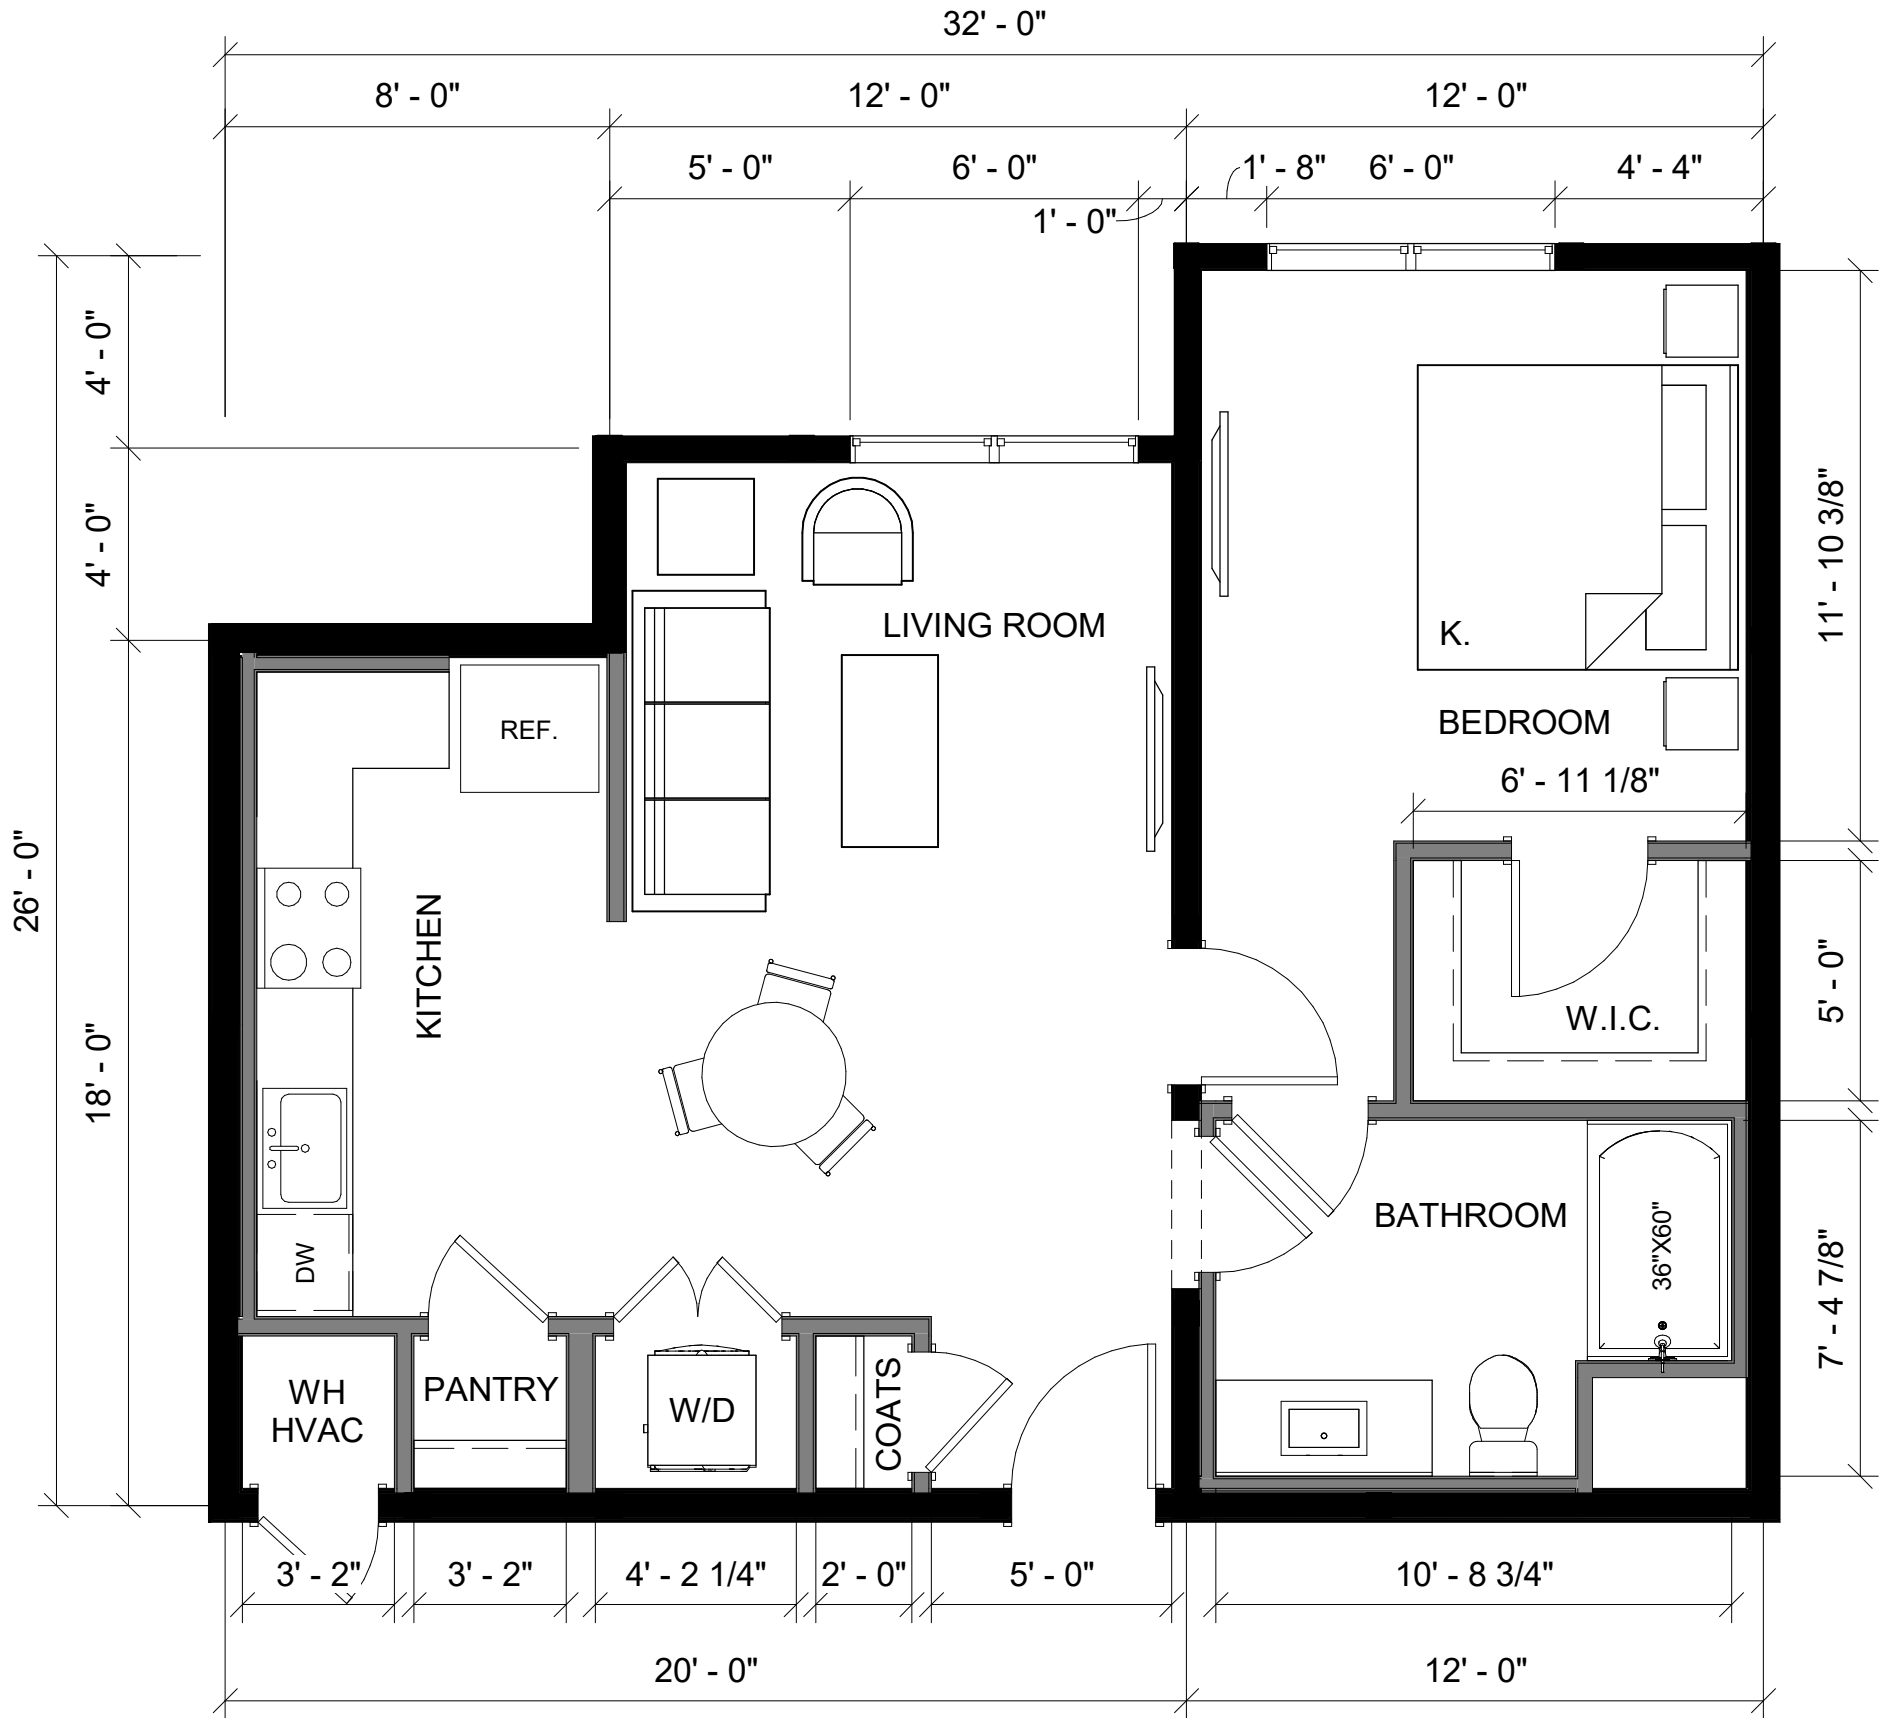 32' - 0"
8' - 0"
12' - 0"
12' - 0"
5' - 0"
6' - 0"
1' - 0"
1' - 8"
6' - 0"
4' - 4"
4' - 0"
4' - 0"
26' - 0"
18' - 0"
LIVING ROOM
K.
BEDROOM
6' - 11 1/8"
11' - 10 3/8"
REF.
KITCHEN
W.I.C.
5' - 0"
BATHROOM
36"X60"
7' - 4 7/8"
DW
WH
HVAC
PANTRY
W/D
COATS
3' - 2"
3' - 2"
4' - 2 1/4"
2' - 0"
5' - 0"
10' - 8 3/4"
20' - 0"
12' - 0"